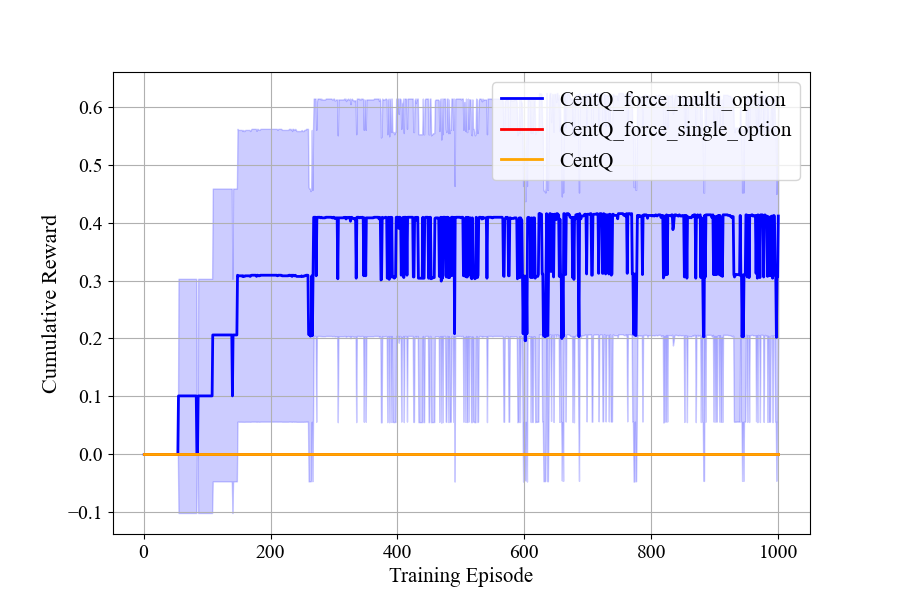 CentQ_force_multi_option
CentQ_force_single_option
CentQ
Cumulative Reward
0.6
0.5
0.4
0.3
0.2
0.1
0.0
−0.1
0 200 400 600 800 1000
Training Episode